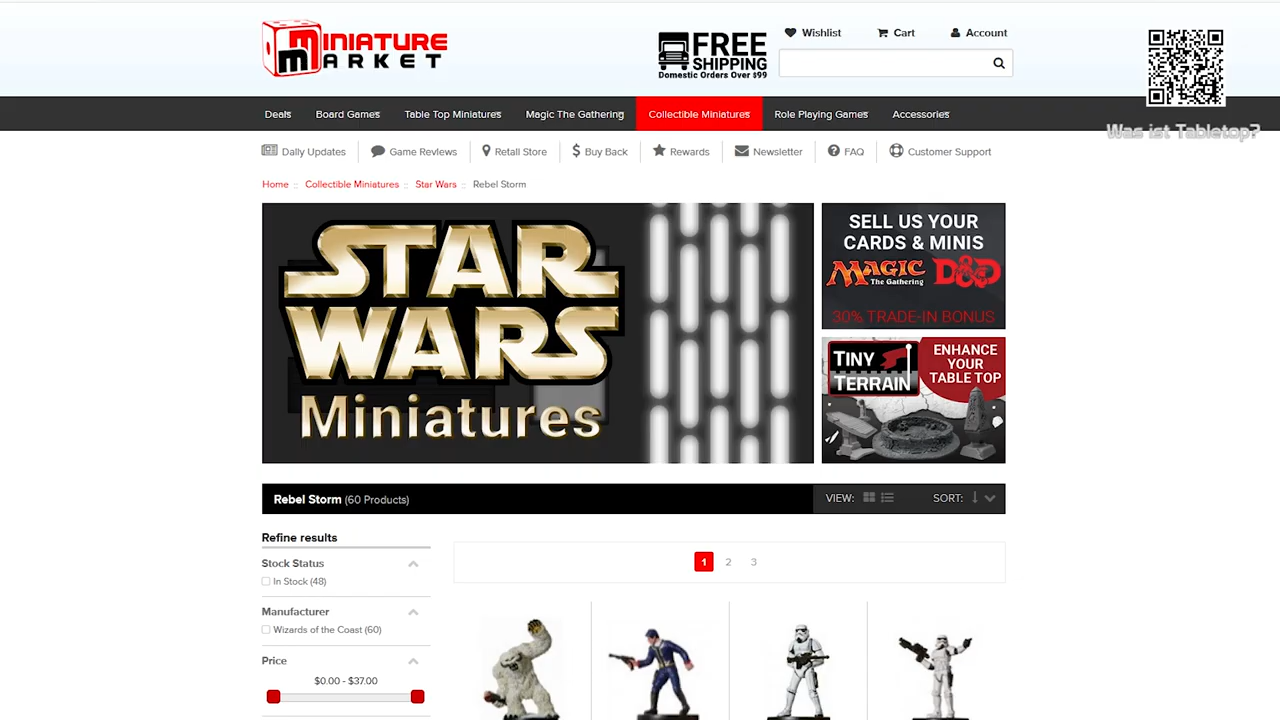 MINIATURE
MARKET
FREE
SHIPPING
Domestic Orders Over $99
Wishlist
Cart
Account
Was ist Tabletop?
Deals
Board Games
Table Top Miniatures
Magic The Gathering
Collectible Miniatures
Role Playing Games
Accessories
Daily Updates
Game Reviews
Retail Store
Buy Back
Rewards
Newsletter
FAQ
Customer Support
Home :: Collectible Miniatures :: Star Wars :: Rebel Storm
STAR
WARS
Miniatures
SELL US YOUR
CARDS & MINIS
MAGIC
The Gathering
D&D
30% TRADE-IN BONUS
TINY
TERRAIN
ENHANCE
YOUR
TABLE TOP
Rebel Storm (60 Products)
VIEW:
SORT:
Refine results
Stock Status
In Stock (48)
Manufacturer
Wizards of the Coast (60)
Price
$0.00 - $37.00
1 2 3